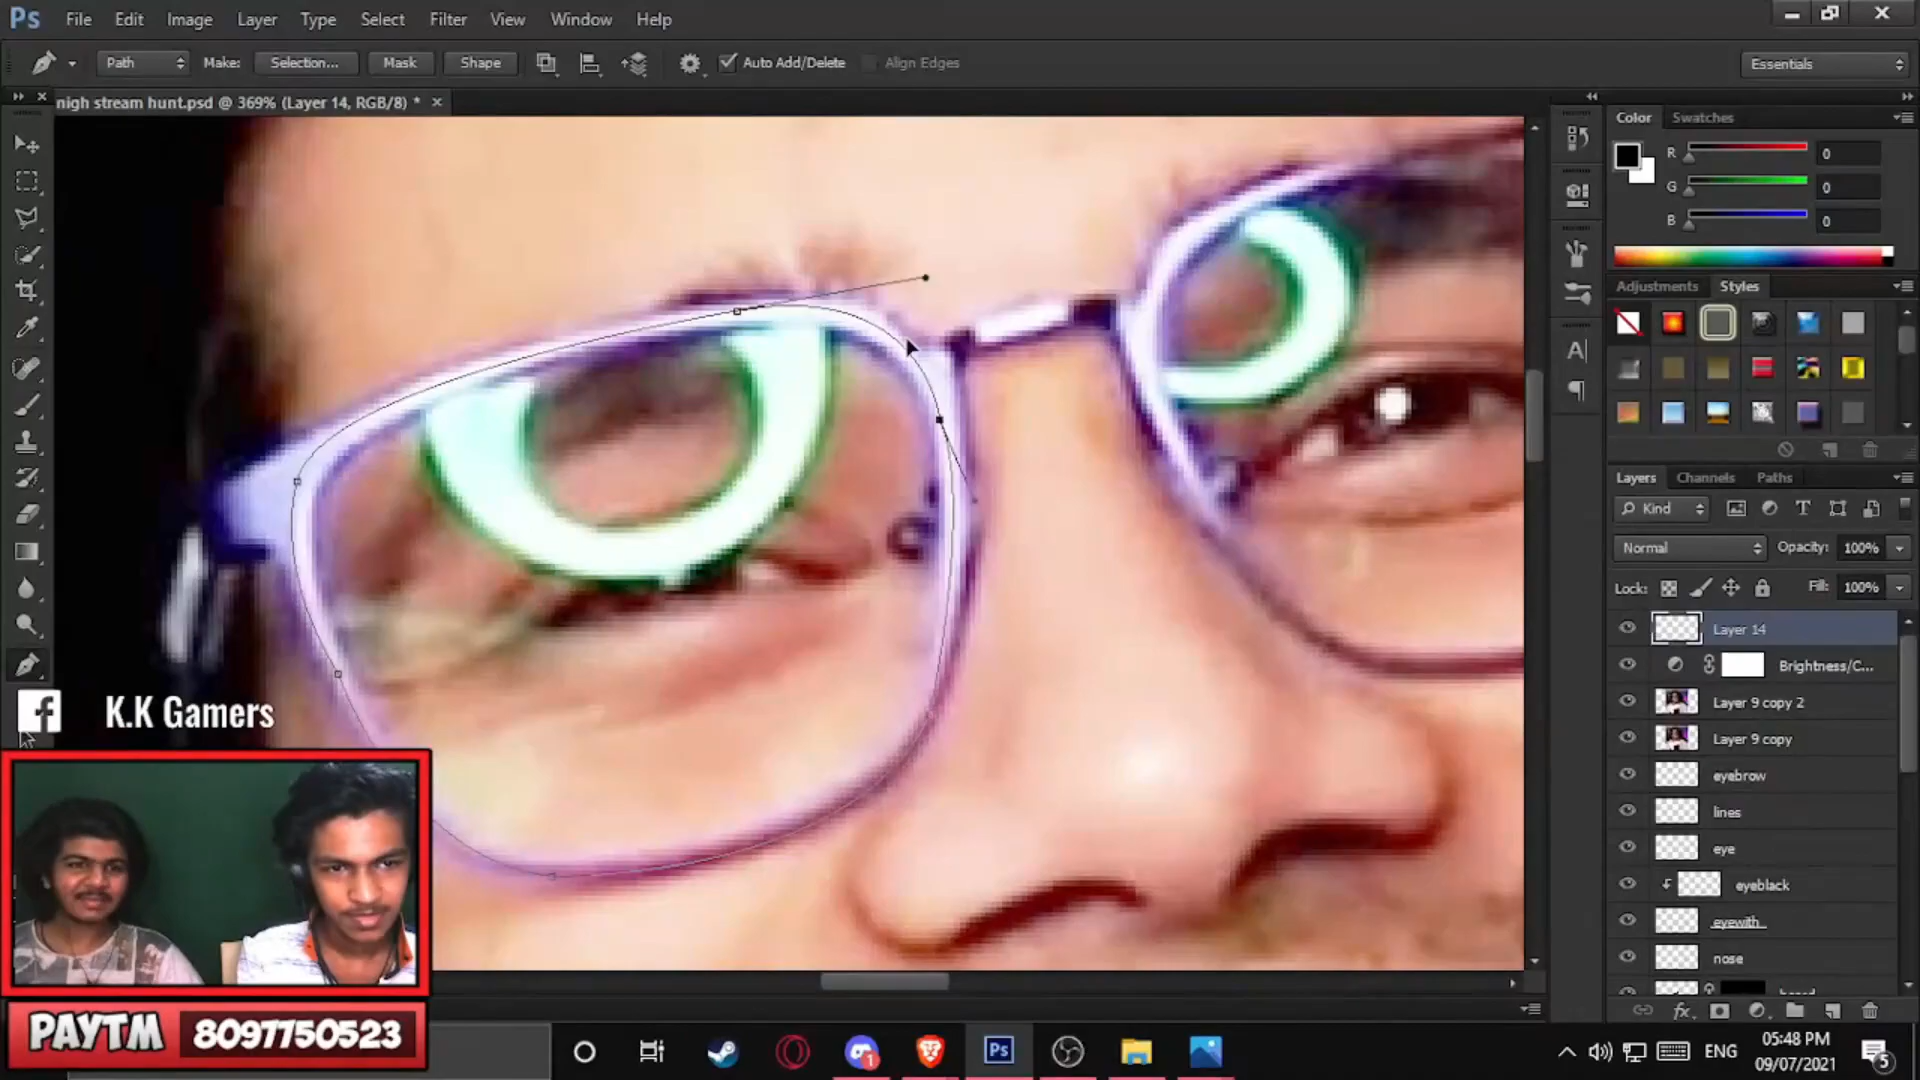 Ps File Edit Image Layer Type Select Filter View Window Help
Path Make: Selection... Mask Shape Auto Add/Delete Align Edges Essentials
nigh stream hunt.psd @ 369% (Layer 14, RGB/8) *
Color Swatches
R 0
G 0
B 0
Adjustments Styles
A
Layers Channels Paths
Kind
Normal Opacity: 100%
Lock: Fill: 100%
Layer 14
Brightness/C...
Layer 9 copy 2
Layer 9 copy
eyebrow
lines
eye
eyeblack
eyewith
nose
f K.K Gamers
PAYTM 8097750523
1
Ps
ENG
05:48 PM
09/07/2021
5